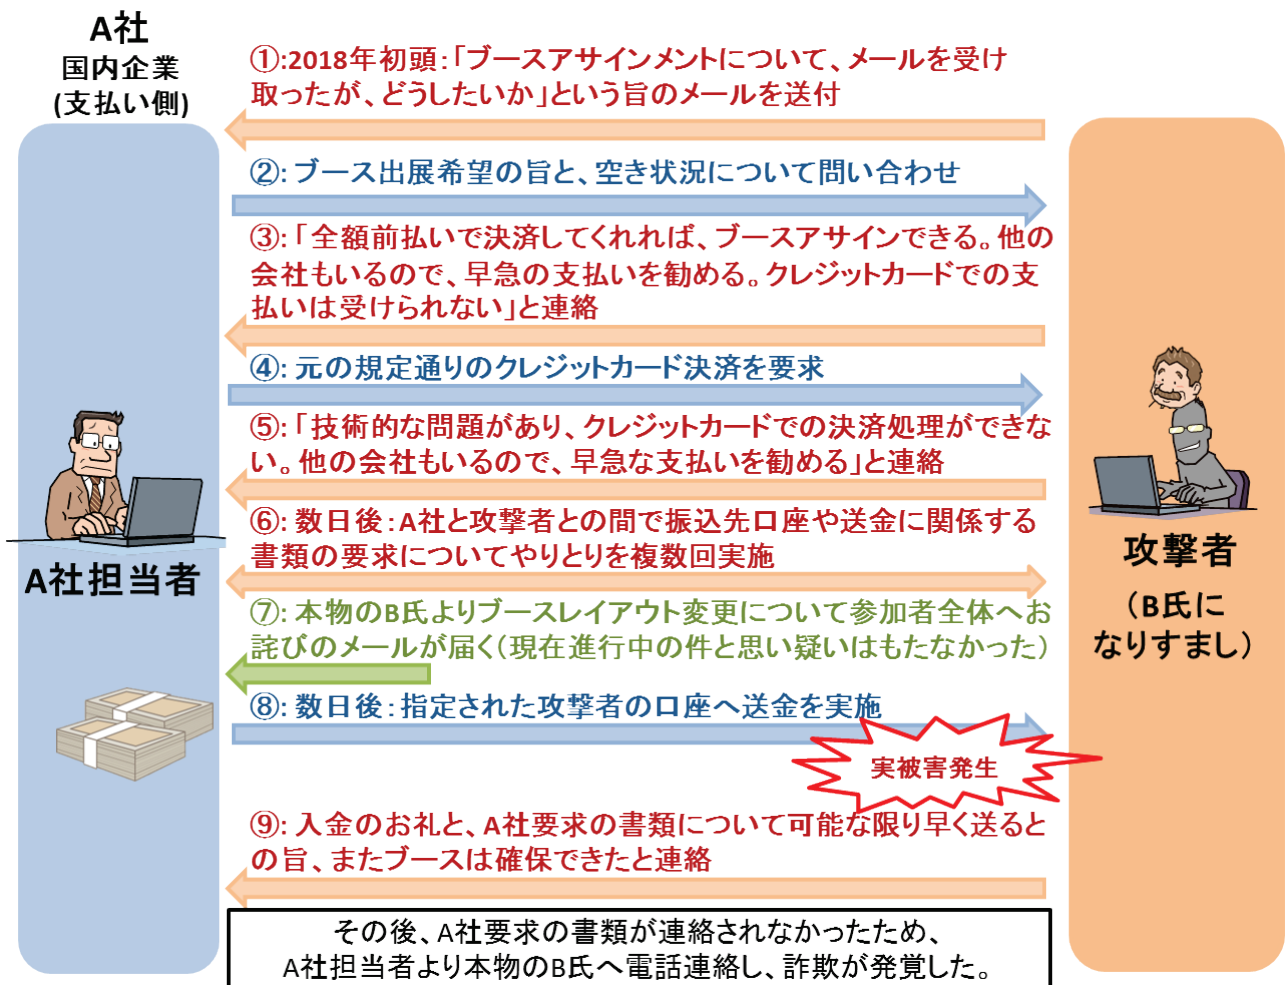 A社
国内企業
(支払い側)
①:2018年初頭:「ブースアサインメントについて、メールを受け
取ったが、どうしたいか」という旨のメールを送付
②: ブース出展希望の旨と、空き状況について問い合わせ
③:「全額前払いで決済してくれれば、ブースアサインできる。他の
会社もいるので、早急の支払いを勧める。クレジットカードでの支
払いは受けられない」と連絡
④: 元の規定通りのクレジットカード決済を要求
⑤:「技術的な問題があり、クレジットカードでの決済処理ができな
い。他の会社もいるので、早急な支払いを勧める」と連絡
⑥: 数日後:A社と攻撃者との間で振込先口座や送金に関係する
書類の要求についてやりとりを複数回実施
A社担当者
攻撃者
(B氏に
なりすまし)
⑦: 本物のB氏よりブースレイアウト変更について参加者全体へお
詫びのメールが届く(現在進行中の件と思い疑いはもたなかった)
⑧: 数日後:指定された攻撃者の口座へ送金を実施
実被害発生
⑨: 入金のお礼と、A社要求の書類について可能な限り早く送ると
の旨、またブースは確保できたと連絡
その後、A社要求の書類が連絡されなかったため、
A社担当者より本物のB氏へ電話連絡し、詐欺が発覚した。